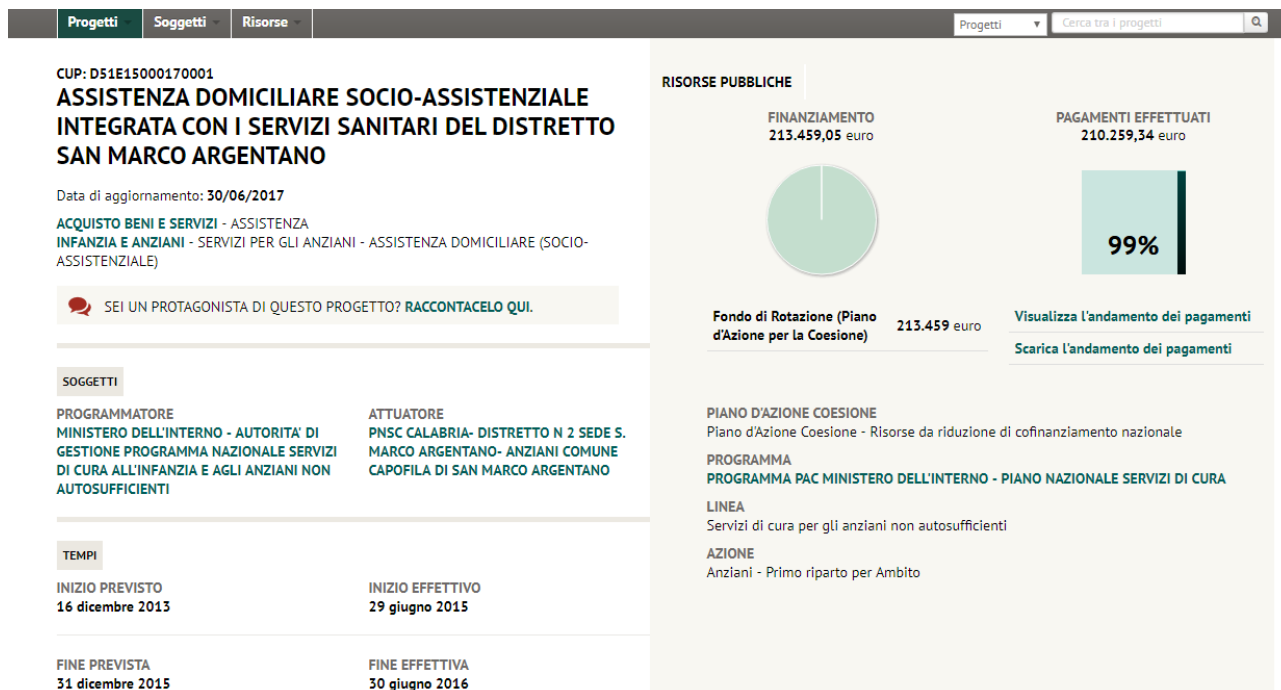 Progetti
Soggetti
Risorse
Progetti
Cerca tra i progetti
CUP: D51E15000170001
ASSISTENZA DOMICILIARE SOCIO-ASSISTENZIALE
INTEGRATA CON I SERVIZI SANITARI DEL DISTRETTO
SAN MARCO ARGENTANO
Data di aggiornamento: 30/06/2017
ACQUISTO BENI E SERVIZI - ASSISTENZA
INFANZIA E ANZIANI - SERVIZI PER GLI ANZIANI - ASSISTENZA DOMICILIARE (SOCIO-
ASSISTENZIALE)
SEI UN PROTAGONISTA DI QUESTO PROGETTO? RACCONTACELO QUI.
SOGGETTI
PROGRAMMATORE
MINISTERO DELL'INTERNO - AUTORITA' DI
GESTIONE PROGRAMMA NAZIONALE SERVIZI
DI CURA ALL'INFANZIA E AGLI ANZIANI NON
AUTOSUFFICIENTI
ATTUATORE
PNSC CALABRIA- DISTRETTO N 2 SEDE S.
MARCO ARGENTANO- ANZIANI COMUNE
CAPOFILA DI SAN MARCO ARGENTANO
TEMPI
INIZIO PREVISTO
16 dicembre 2013
INIZIO EFFETTIVO
29 giugno 2015
FINE PREVISTA
31 dicembre 2015
FINE EFFETTIVA
30 giugno 2016
RISORSE PUBBLICHE
FINANZIAMENTO
213.459,05 euro
PAGAMENTI EFFETTUATI
210.259,34 euro
99%
Fondo di Rotazione (Piano
d'Azione per la Coesione)
213.459 euro
Visualizza l'andamento dei pagamenti
Scarica l'andamento dei pagamenti
PIANO D'AZIONE COESIONE
Piano d'Azione Coesione - Risorse da riduzione di cofinanziamento nazionale
PROGRAMMA
PROGRAMMA PAC MINISTERO DELL'INTERNO - PIANO NAZIONALE SERVIZI DI CURA
LINEA
Servizi di cura per gli anziani non autosufficienti
AZIONE
Anziani - Primo riparto per Ambito